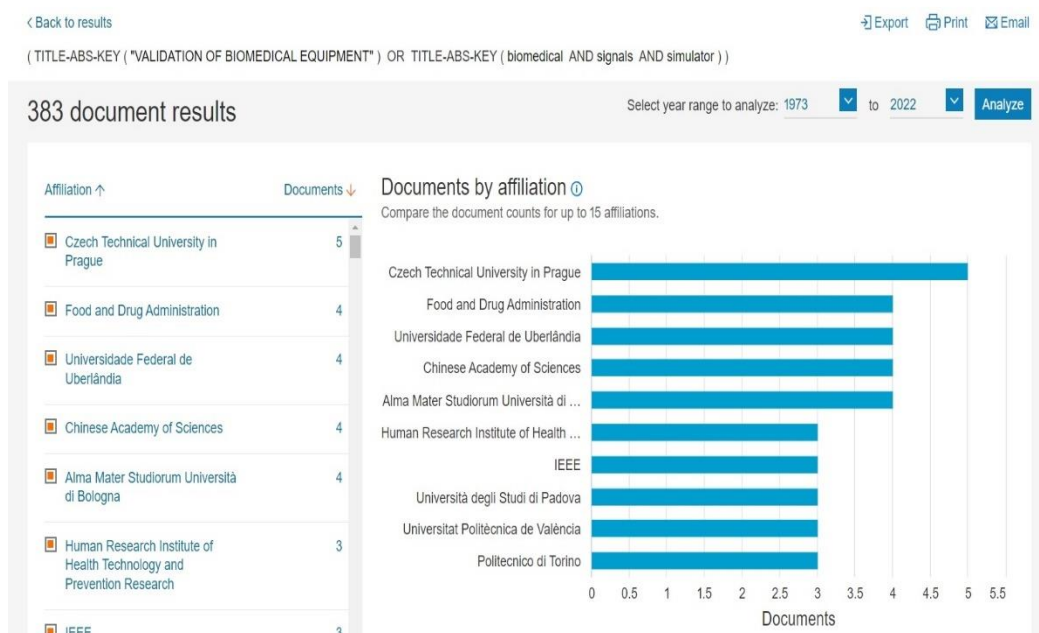 < Back to results
Export Print Email
( TITLE-ABS-KEY ( "VALIDATION OF BIOMEDICAL EQUIPMENT" ) OR TITLE-ABS-KEY ( biomedical AND signals AND simulator ) )
383 document results
Select year range to analyze: 1973 to 2022 Analyze
Affiliation ↑ Documents ↓
Czech Technical University in
Prague
5
Food and Drug Administration 4
Universidade Federal de
Uberlândia
4
Chinese Academy of Sciences 4
Alma Mater Studiorum Università
di Bologna
4
Human Research Institute of
Health Technology and
Prevention Research
3
IEEE 3
Documents by affiliation
Compare the document counts for up to 15 affiliations.
Czech Technical University in Prague
Food and Drug Administration
Universidade Federal de Uberlândia
Chinese Academy of Sciences
Alma Mater Studiorum Università di ...
Human Research Institute of Health ...
IEEE
Università degli Studi di Padova
Universitat Politècnica de València
Politecnico di Torino
0 0.5 1 1.5 2 2.5 3 3.5 4 4.5 5 5.5
Documents